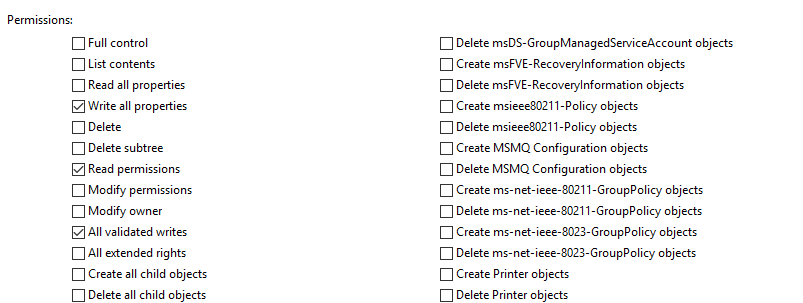 Permissions:
Full control
List contents
Read all properties
Write all properties
Delete
Delete subtree
Read permissions
Modify permissions
Modify owner
All validated writes
All extended rights
Create all child objects
Delete all child objects
Delete msDS-GroupManagedServiceAccount objects
Create msFVE-RecoveryInformation objects
Delete msFVE-RecoveryInformation objects
Create msieee80211-Policy objects
Delete msieee80211-Policy objects
Create MSMQ Configuration objects
Delete MSMQ Configuration objects
Create ms-net-ieee-80211-GroupPolicy objects
Delete ms-net-ieee-80211-GroupPolicy objects
Create ms-net-ieee-8023-GroupPolicy objects
Delete ms-net-ieee-8023-GroupPolicy objects
Create Printer objects
Delete Printer objects